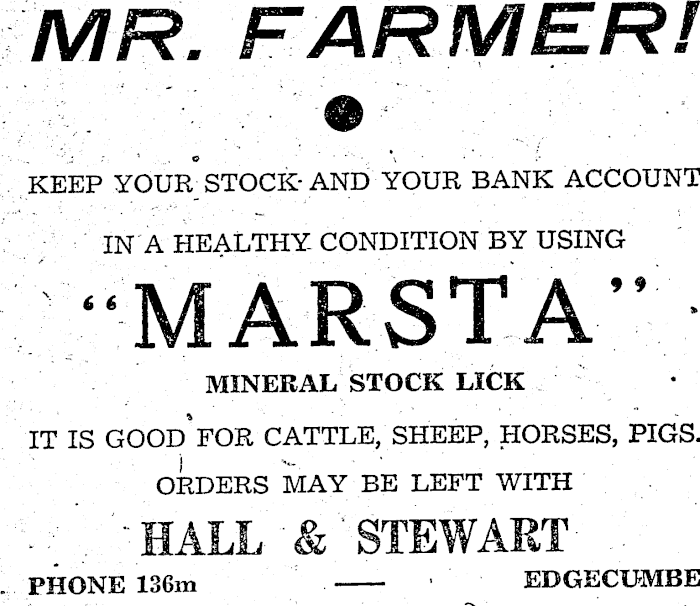 MR. FARMER!
KEEP YOUR STOCK AND YOUR BANK ACCOUNT
IN A HEALTHY CONDITION BY USING
“MARSTA”
MINERAL STOCK LICK
IT IS GOOD FOR CATTLE, SHEEP, HORSES, PIGS.
ORDERS MAY BE LEFT WITH
HALL & STEWART
PHONE 136m — EDGECUMBE